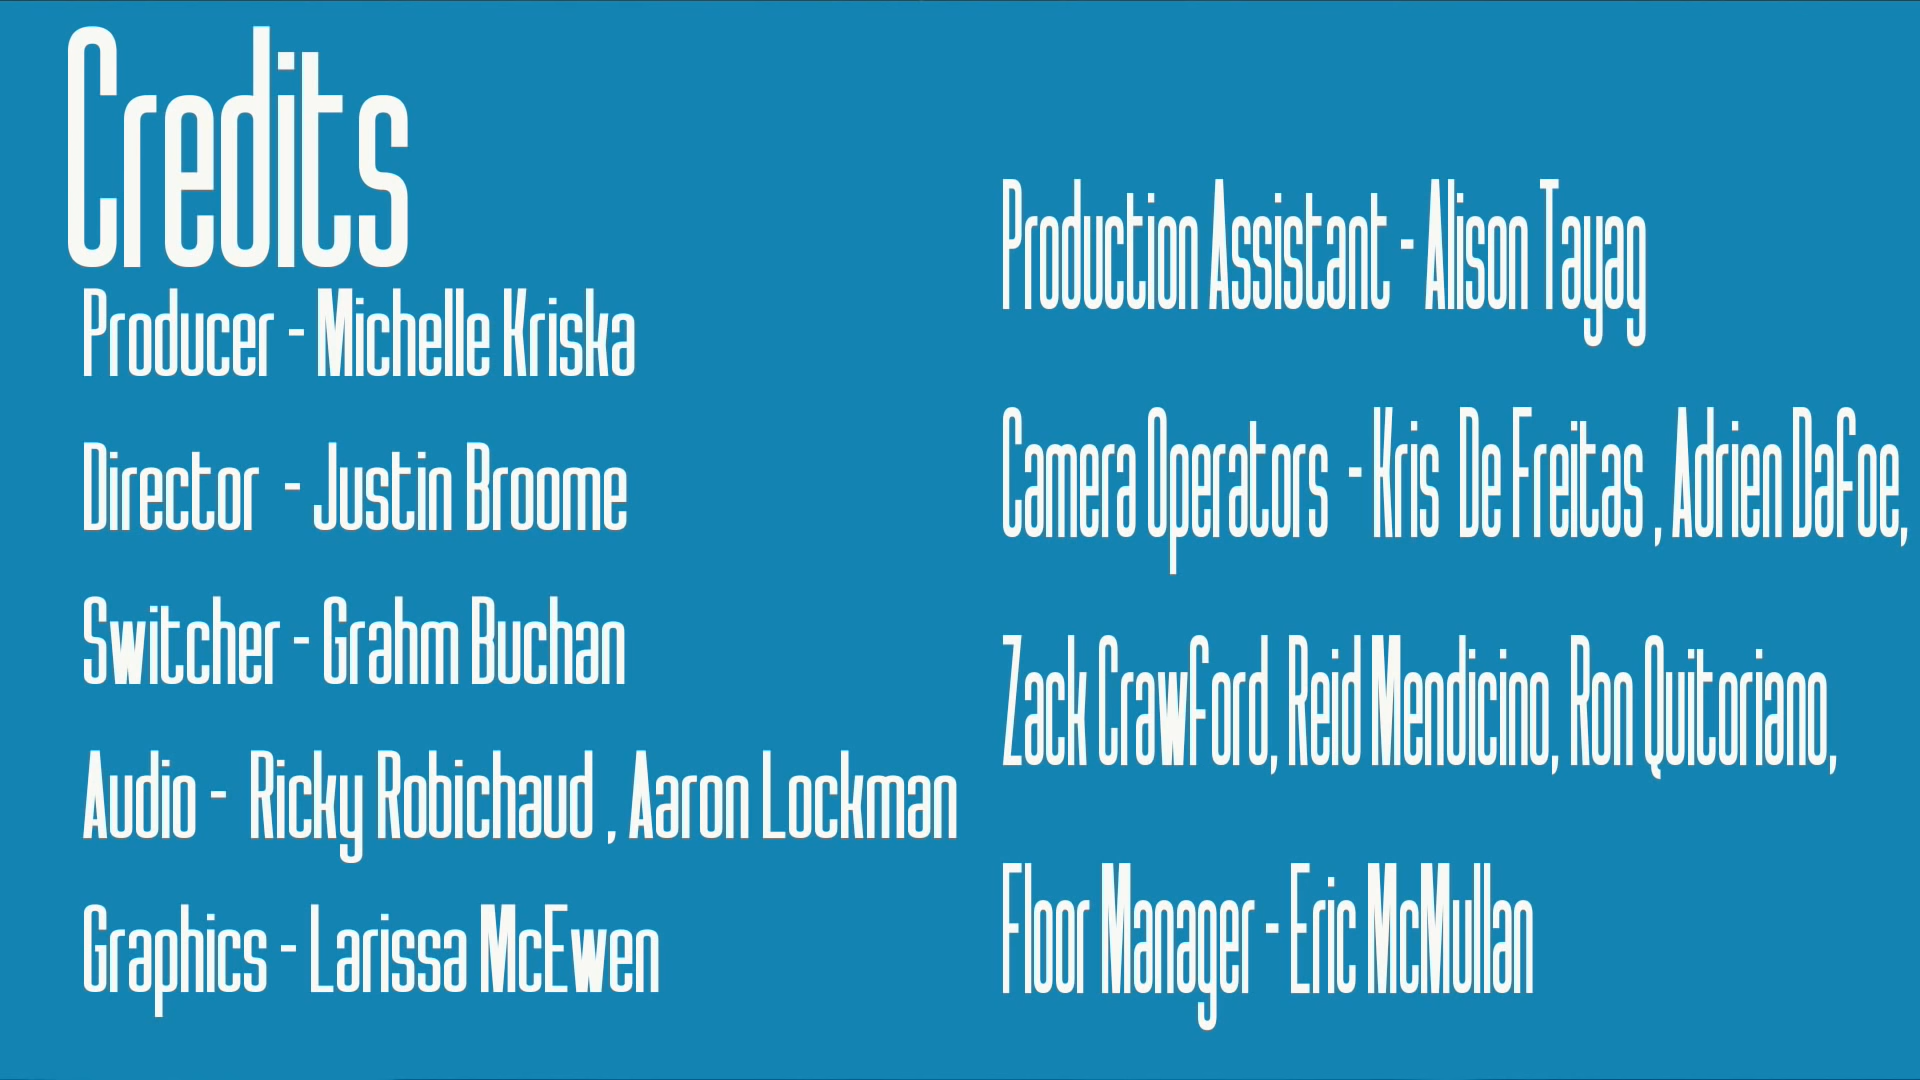 Credits
Producer - Michelle Kriska
Director - Justin Broome
Switcher - Grahm Buchan
Audio - Ricky Robichaud , Aaron Lockman
Graphics - Larissa McEwen
Production Assistant - Alison Tayag
Camera Operators - Kris De Freitas , Adrien Dafoe,
Zack Crawford, Reid Mendicino, Ron Quitoriano,
Floor Manager - Eric McMullan